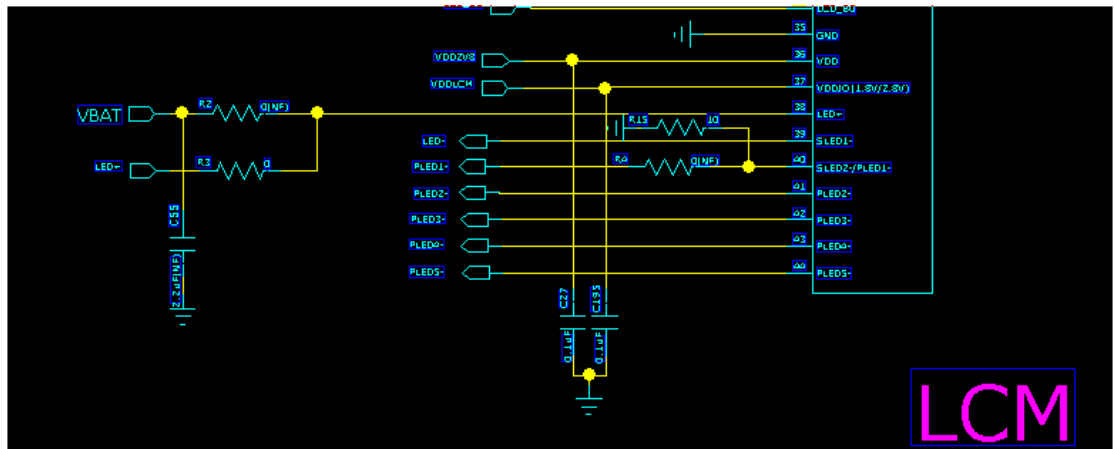 35 GND
VDD2V8 36 VDD
VDDLCM 37 VDDIO(1.8V/2.8V)
VBAT R2 0(NF) 38 LED+
R15 10
LED- 39 SLED1-
LED+ R3 0 PLED1- R4 0(NF) 40 SLED2-/PLED1-
PLED2- 41 PLED2-
C55 PLED3- 42 PLED3-
PLED4- 43 PLED4-
2.2uF(NF) PLED5- 44 PLED5-
C27 C195
0.1uF 0.1uF
LCM